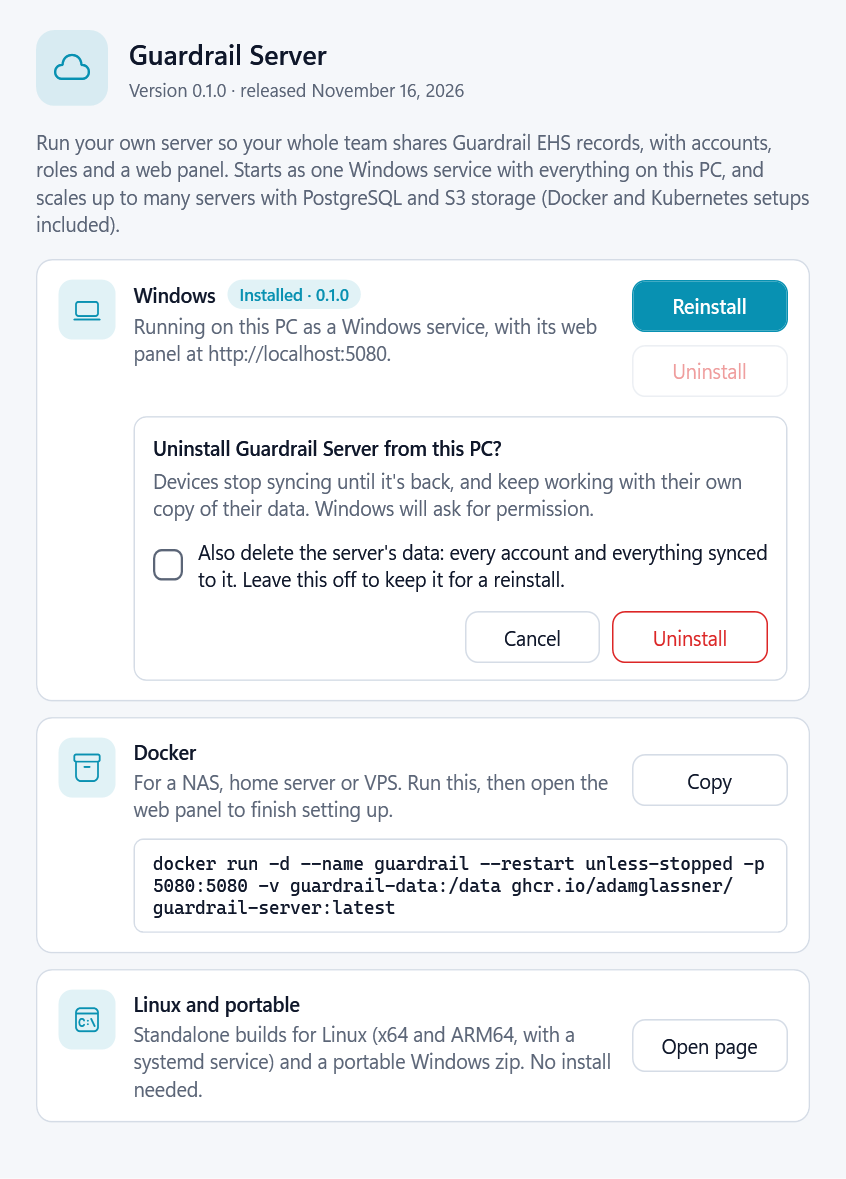 Guardrail Server
Version 0.1.0 · released November 16, 2026
Run your own server so your whole team shares Guardrail EHS records, with accounts,
roles and a web panel. Starts as one Windows service with everything on this PC, and
scales up to many servers with PostgreSQL and S3 storage (Docker and Kubernetes setups
included).
Windows
Installed · 0.1.0
Running on this PC as a Windows service, with its web
panel at http://localhost:5080.
Reinstall
Uninstall
Uninstall Guardrail Server from this PC?
Devices stop syncing until it's back, and keep working with their own
copy of their data. Windows will ask for permission.
Also delete the server's data: every account and everything synced
to it. Leave this off to keep it for a reinstall.
Cancel
Uninstall
Docker
For a NAS, home server or VPS. Run this, then open the
web panel to finish setting up.
Copy
docker run -d --name guardrail --restart unless-stopped -p
5080:5080 -v guardrail-data:/data ghcr.io/adamglassner/
guardrail-server:latest
C:\
Linux and portable
Standalone builds for Linux (x64 and ARM64, with a
systemd service) and a portable Windows zip. No install
needed.
Open page